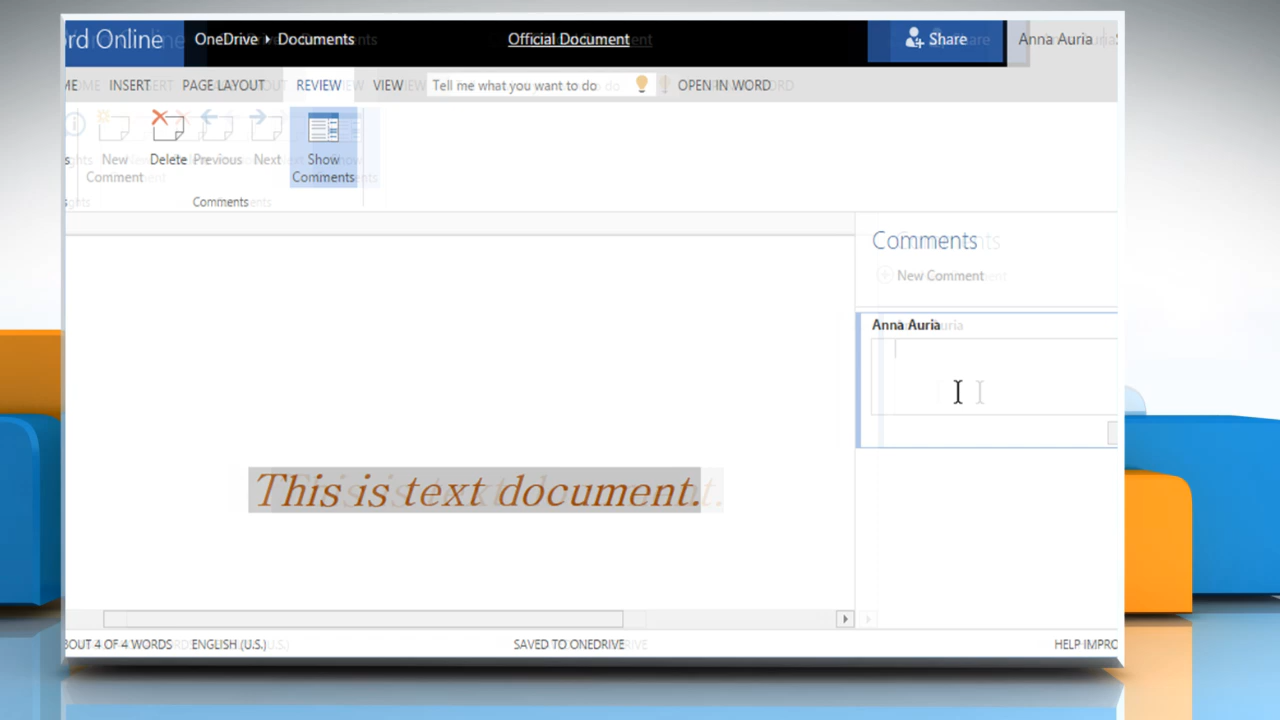 rd Online OneDrive ▸ Documents Official Document Share Anna Auria
ME INSERT PAGE LAYOUT REVIEW VIEW Tell me what you want to do OPEN IN WORD
New Comment Delete Previous Next Show Comments
Comments
Comments
New Comment
Anna Auria
This is text document.
BOUT 4 OF 4 WORDS ENGLISH (U.S.) SAVED TO ONEDRIVE HELP IMPRO